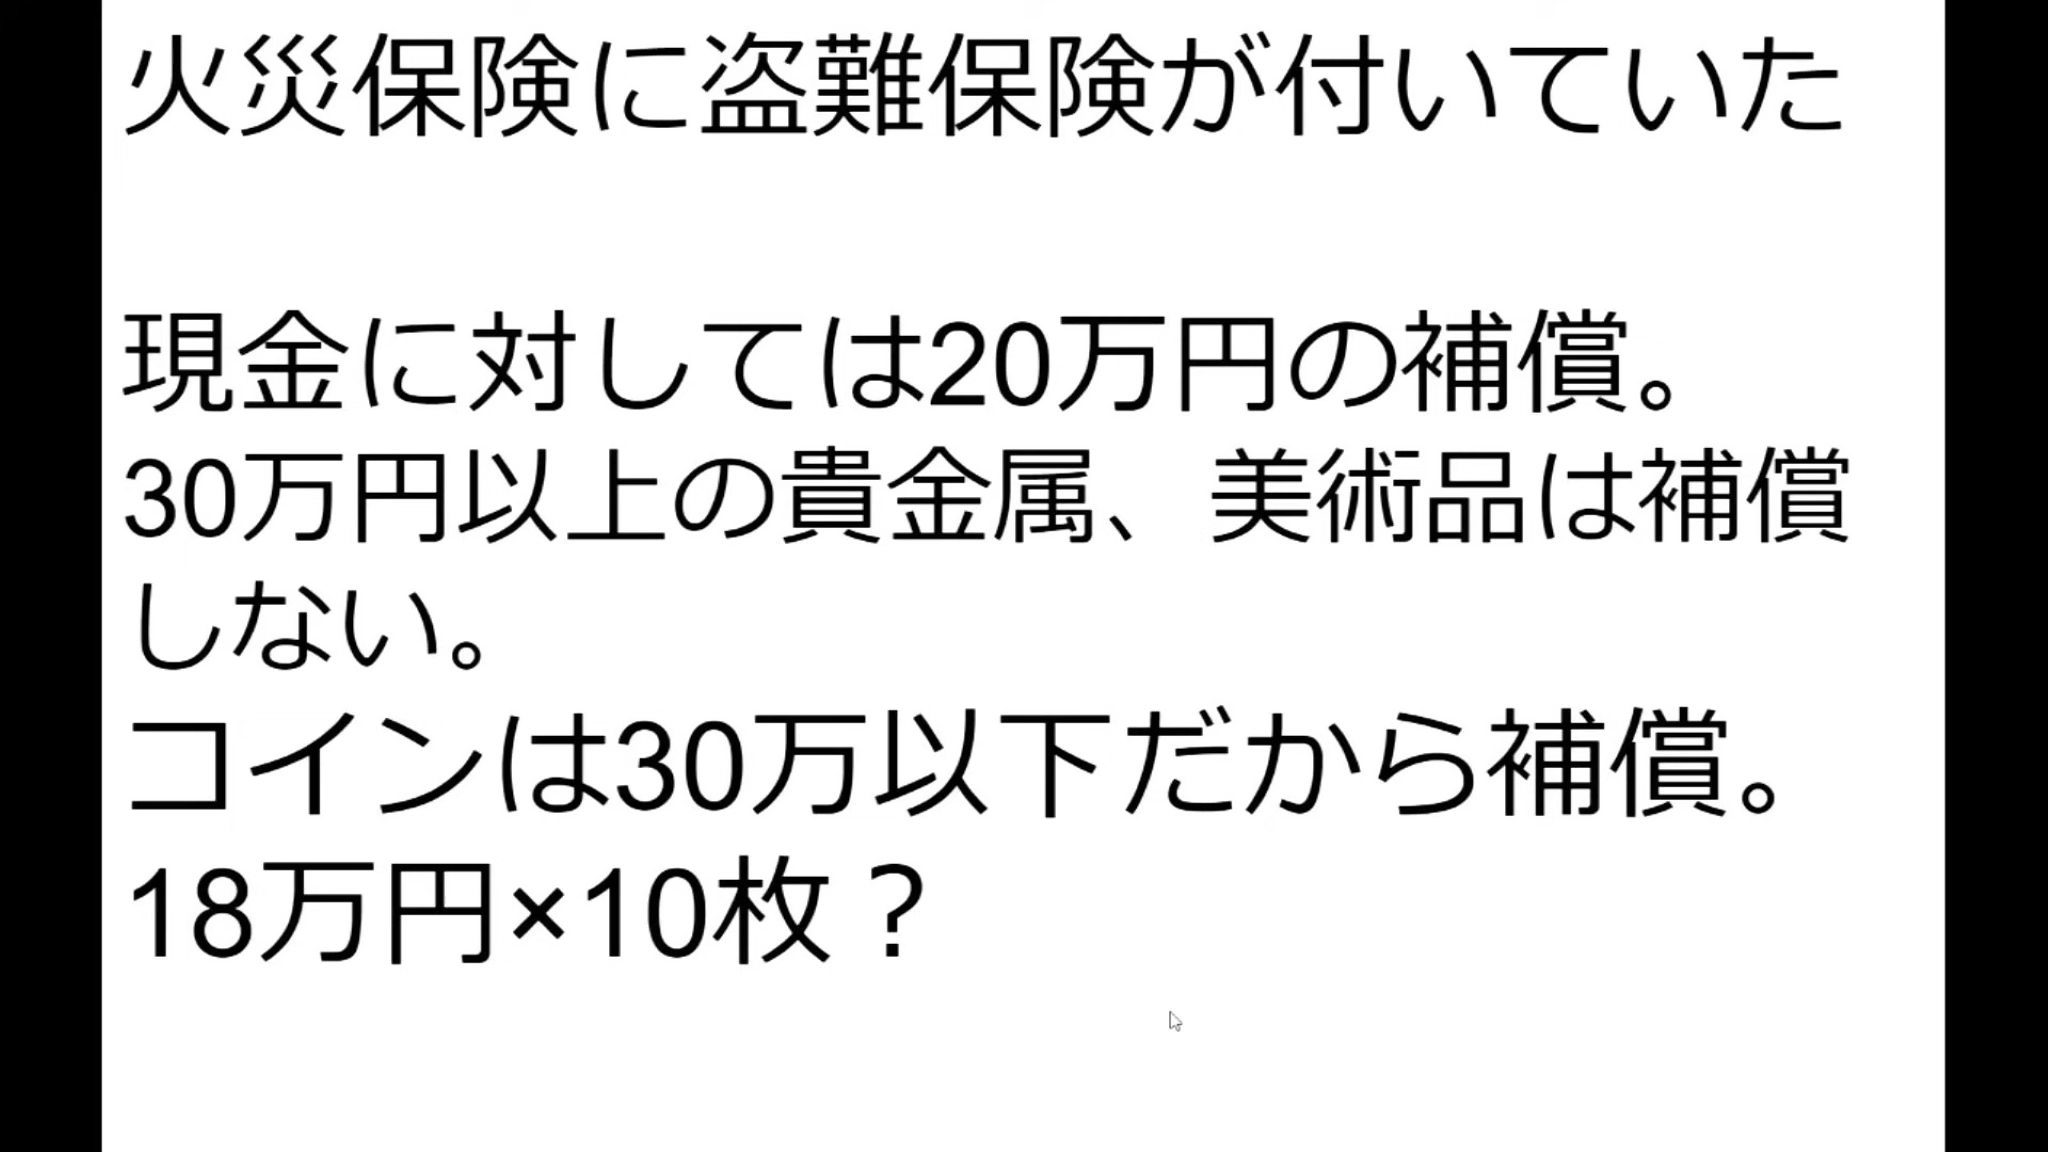 火災保険に盗難保険が付いていた
現金に対しては20万円の補償。
30万円以上の貴金属、美術品は補償
しない。
コインは30万以下だから補償。
18万円×10枚？